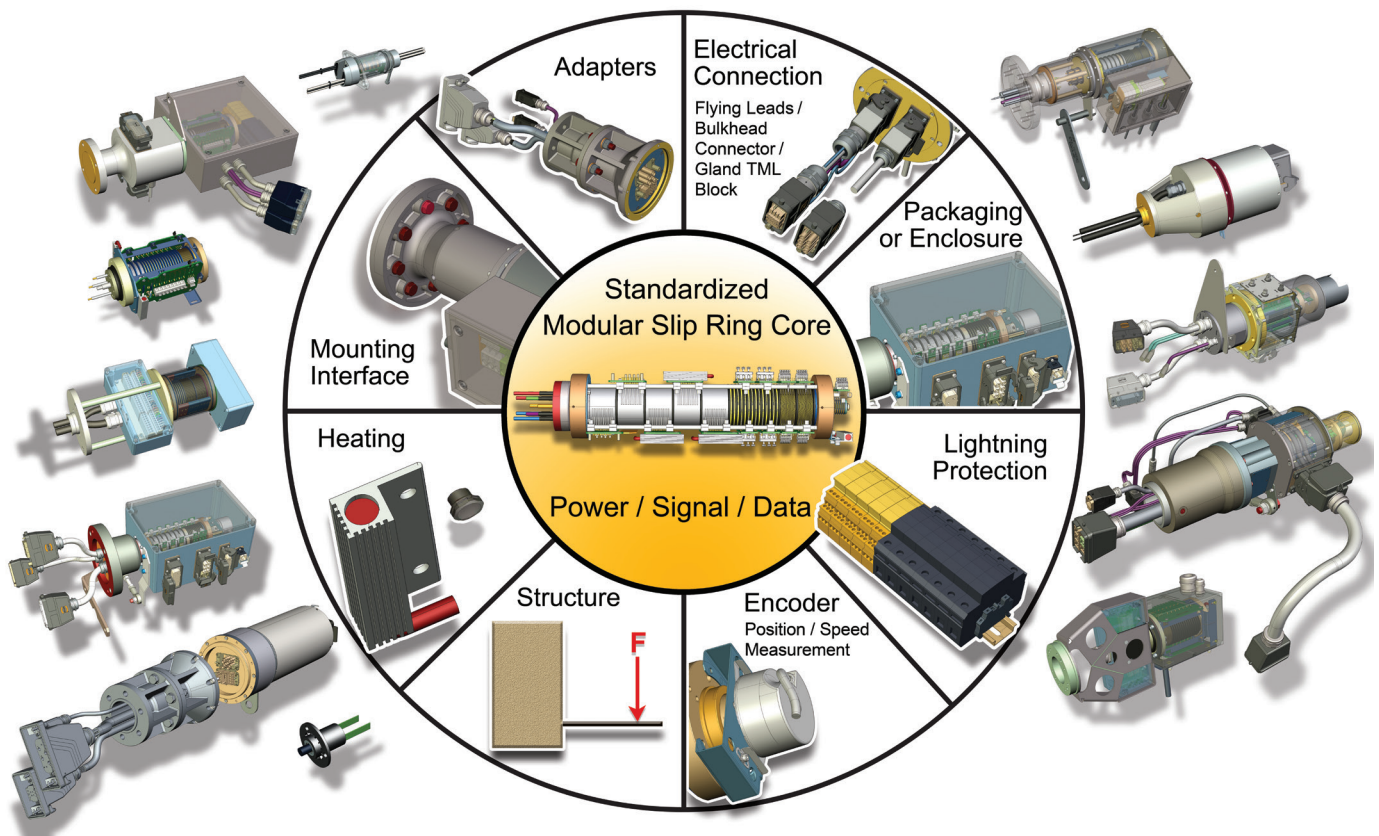 Adapters
Electrical
Connection
Flying Leads /
Bulkhead
Connector /
Gland TML
Block
Packaging
or Enclosure
Mounting
Interface
Standardized
Modular Slip Ring Core
Power / Signal / Data
Heating
Lightning
Protection
Structure
F
Encoder
Position / Speed
Measurement